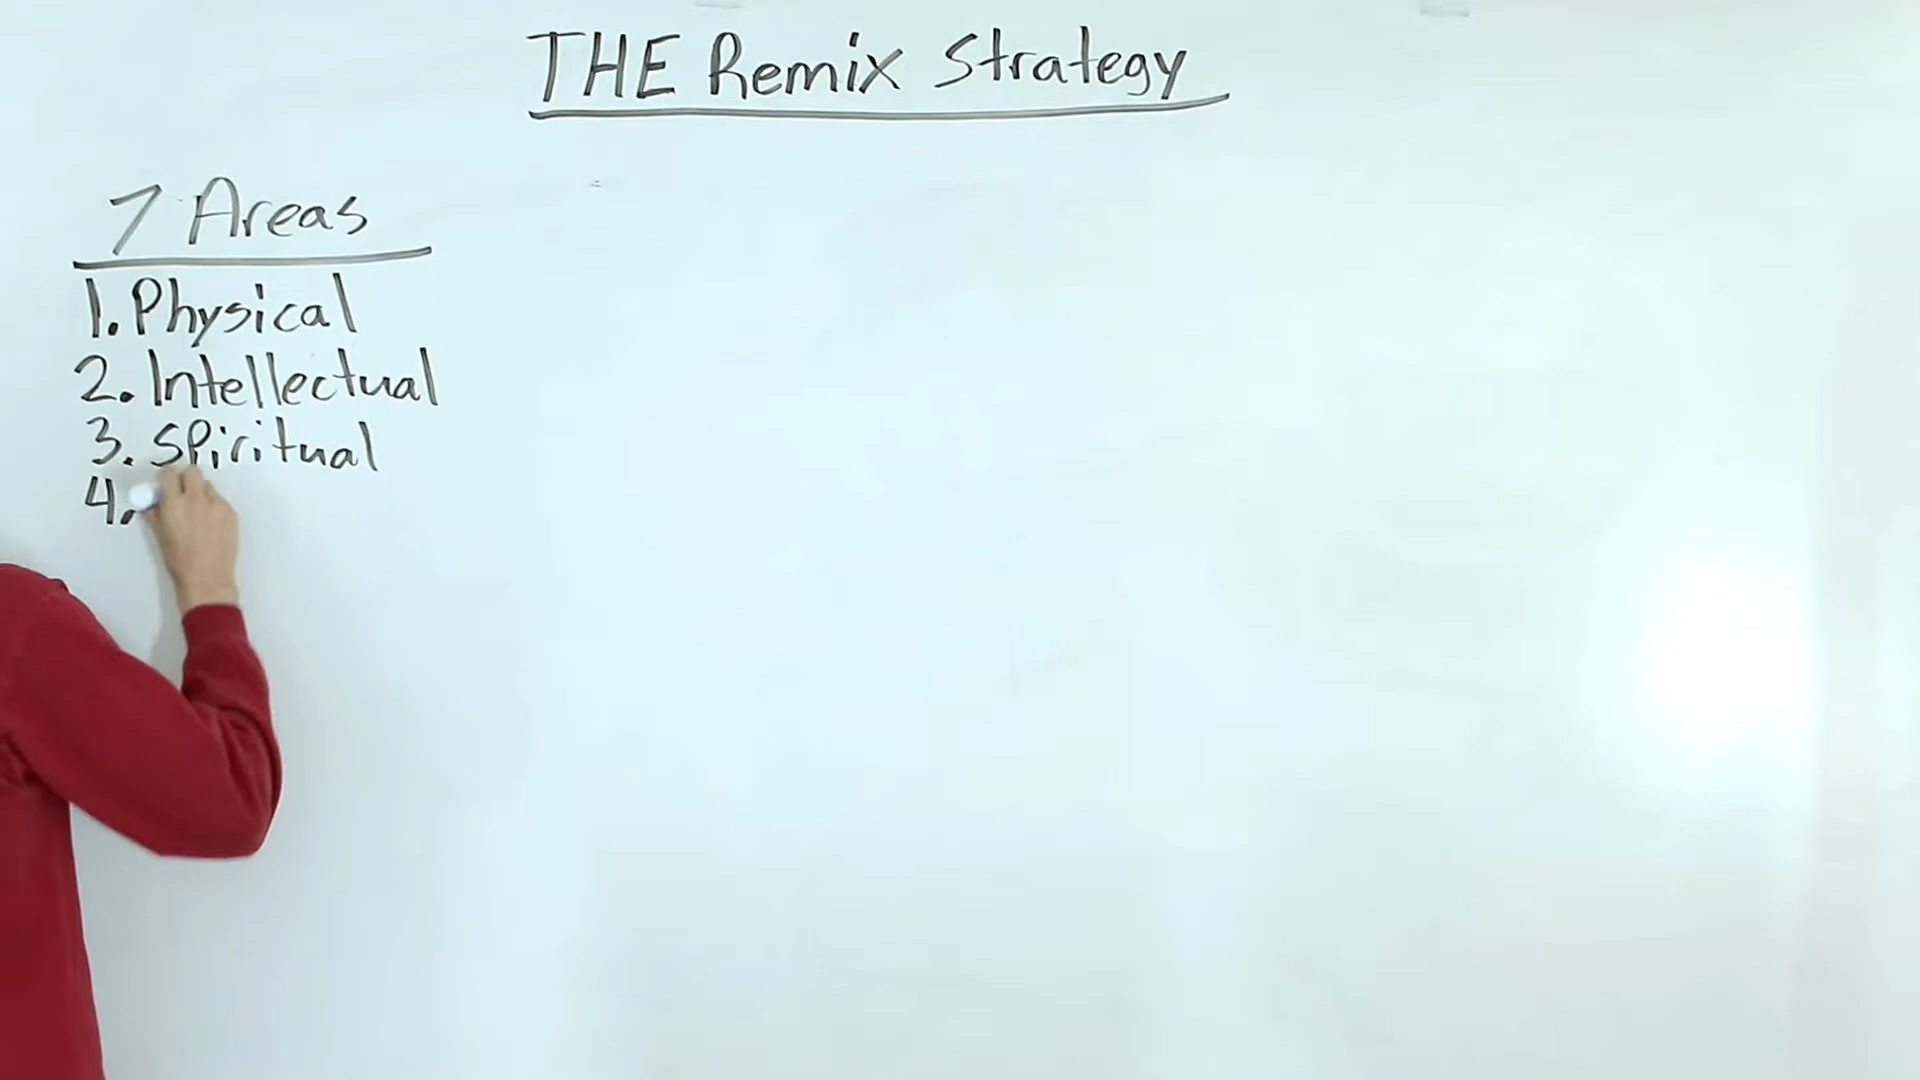 THE Remix Strategy
7 Areas
1. Physical
2. Intellectual
3. Spiritual
4.